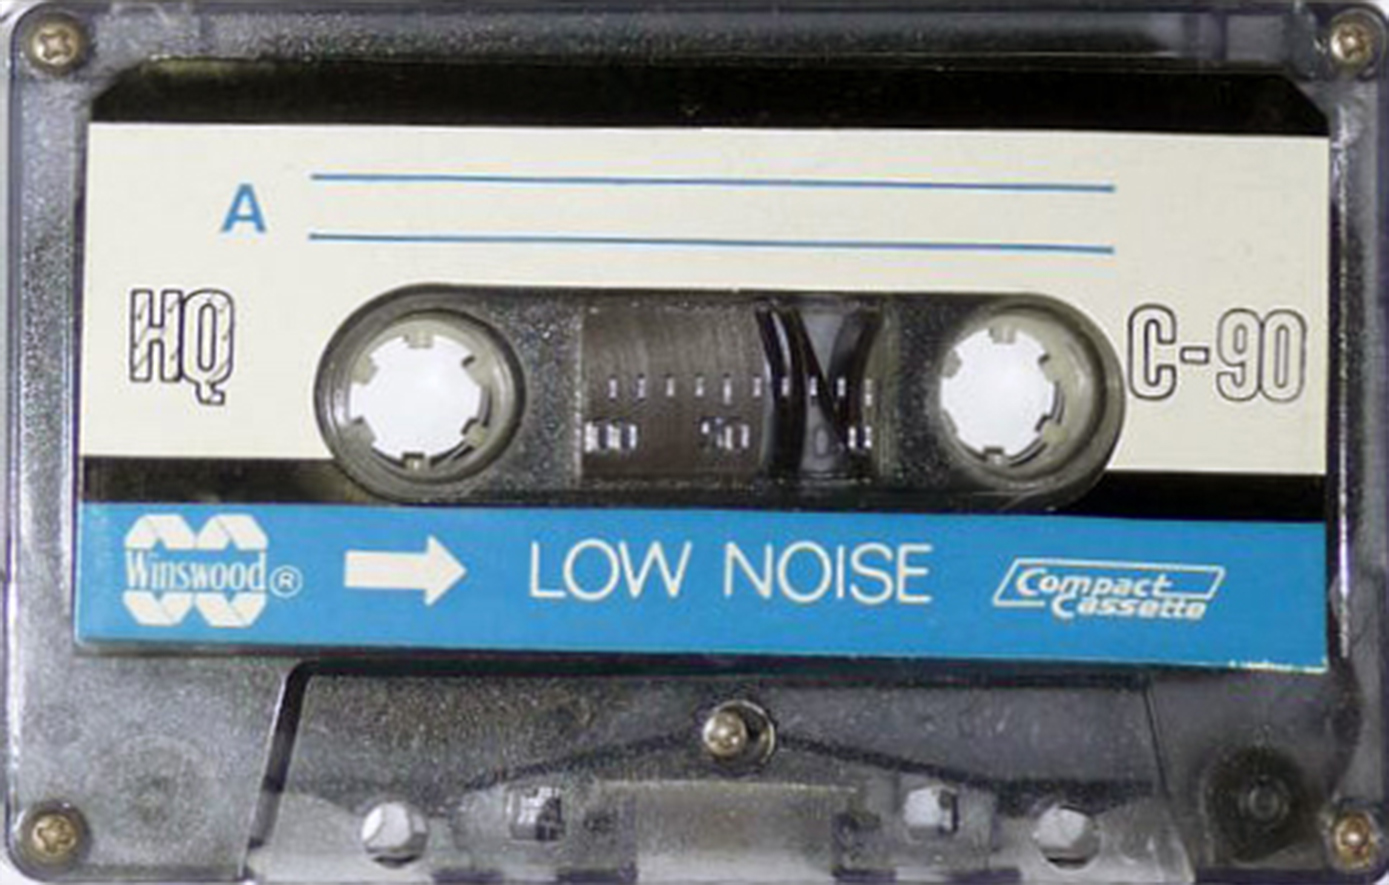 A
HQ
C-90
Winswood®
LOW NOISE
Compact
Cassette